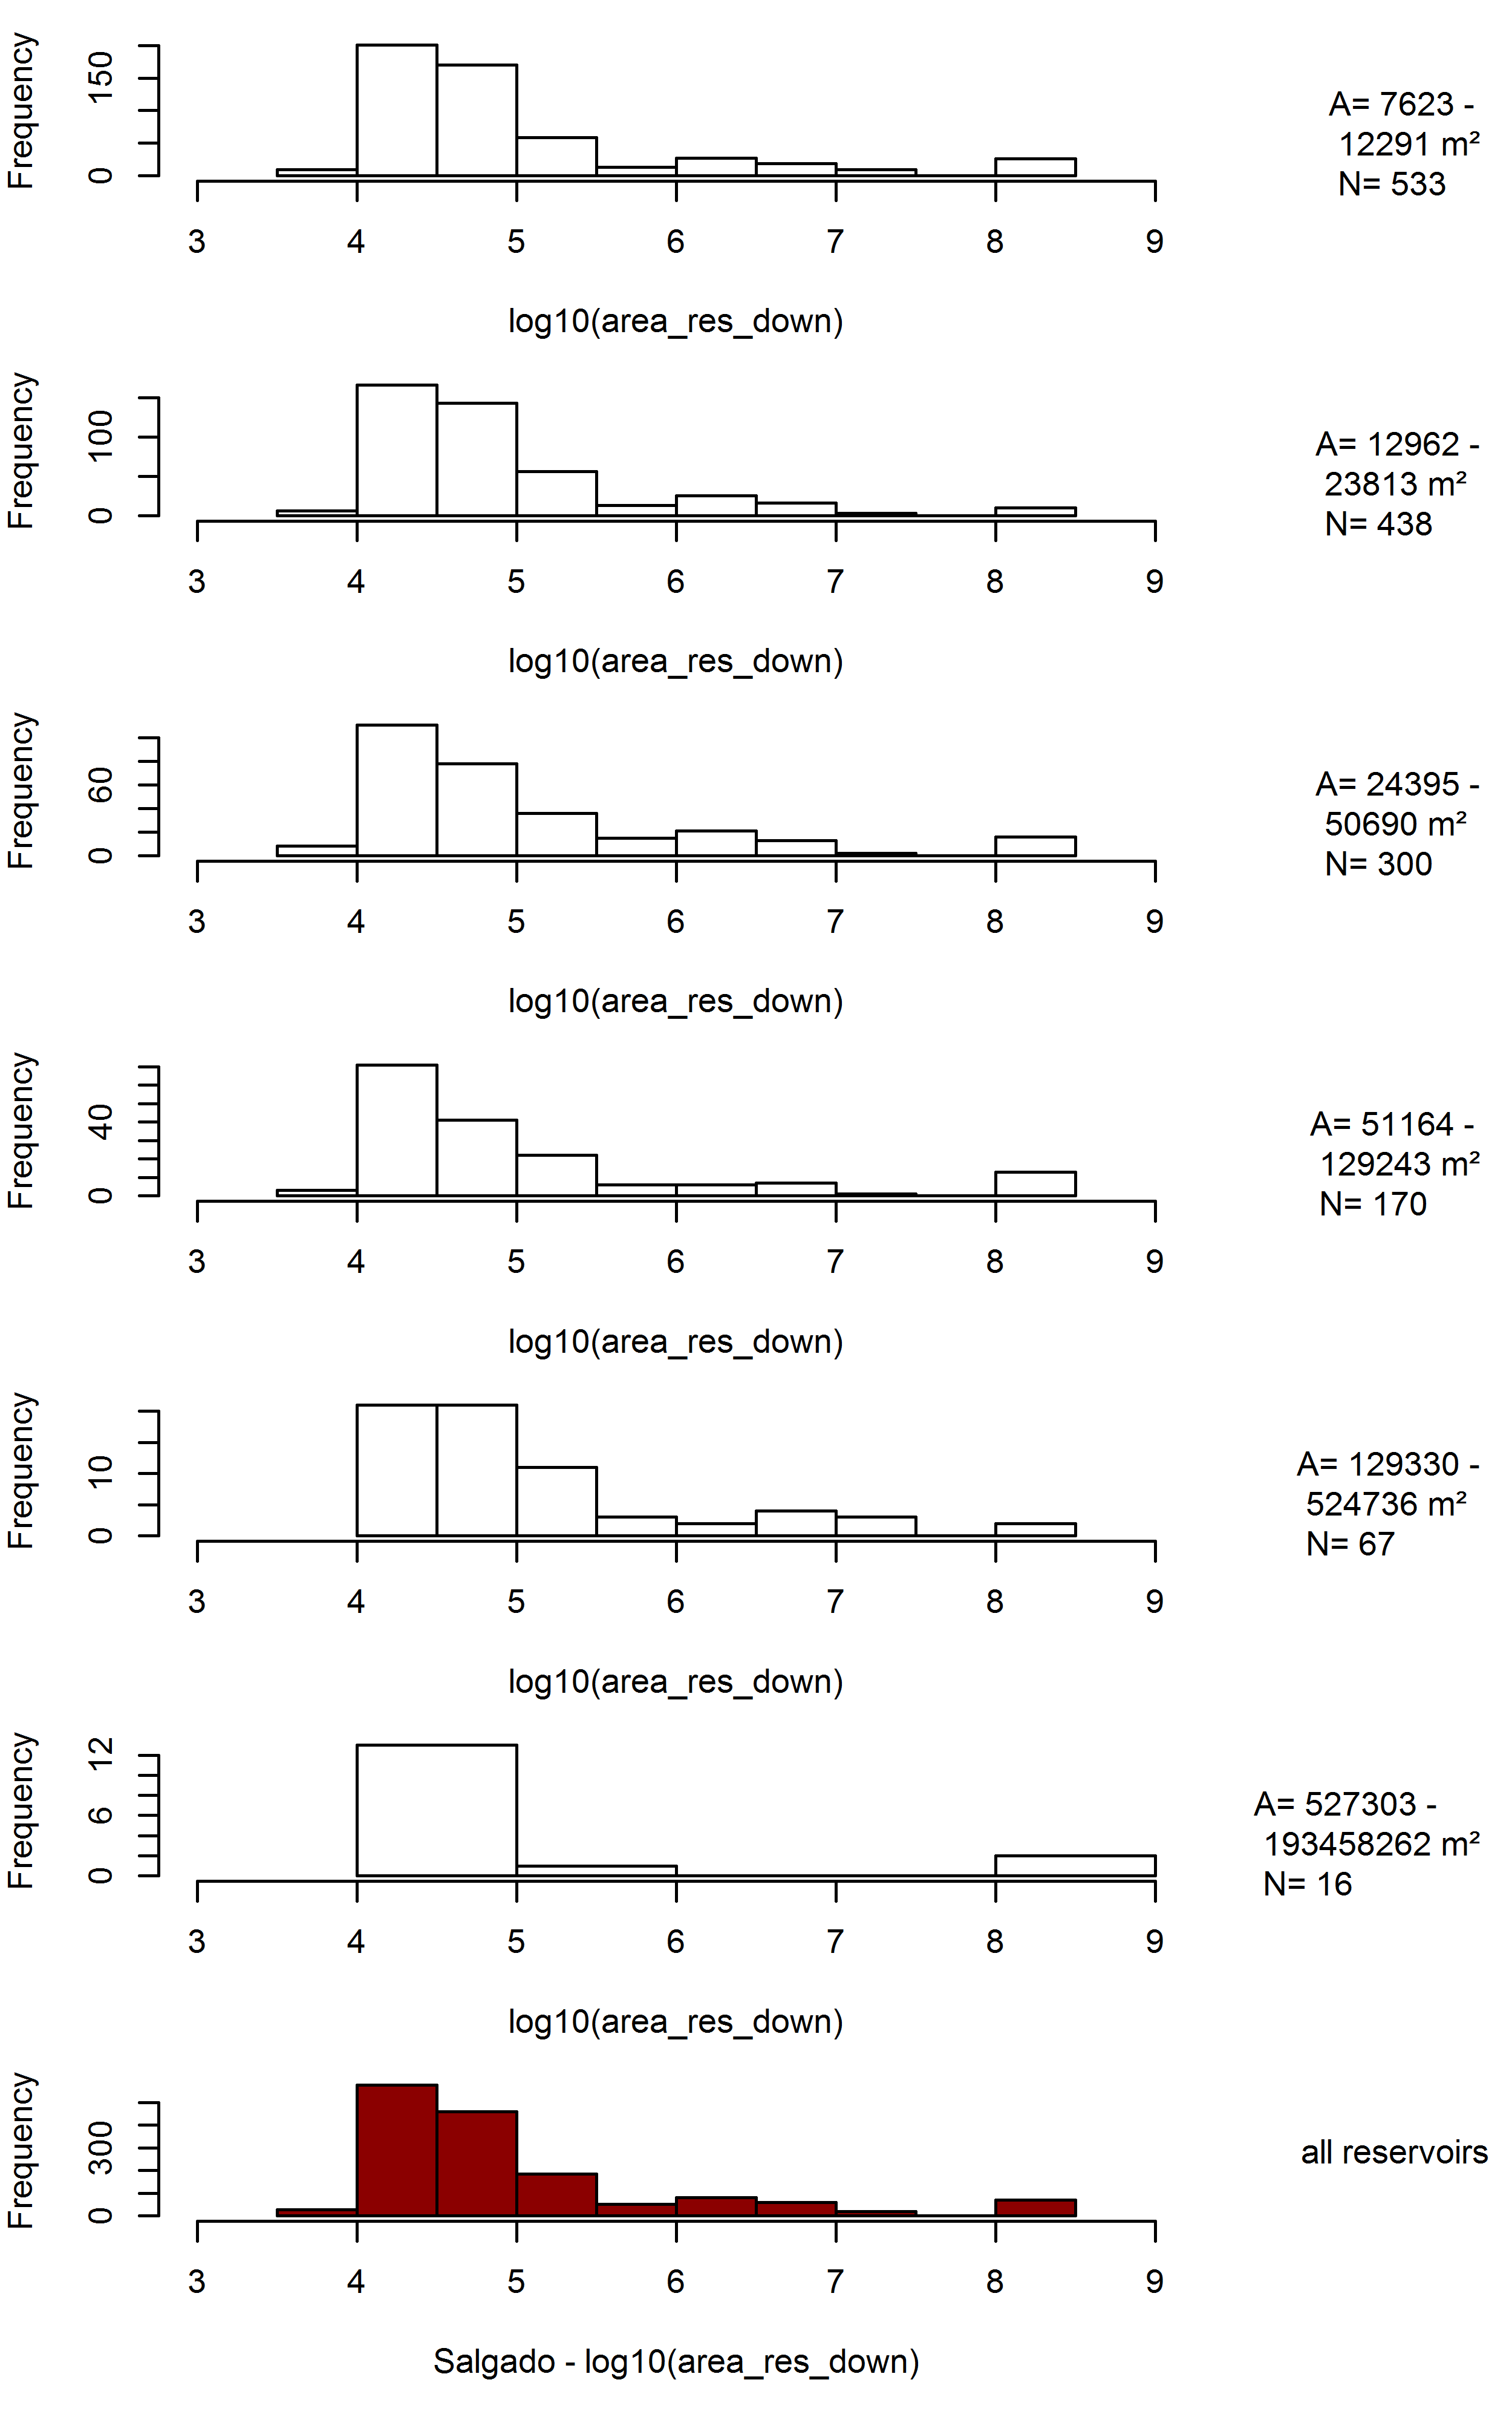 Frequency
150
0
A= 7623 -
12291 m²
N= 533
3 4 5 6 7 8 9
log10(area_res_down)
Frequency
100
0
A= 12962 -
23813 m²
N= 438
3 4 5 6 7 8 9
log10(area_res_down)
Frequency
60
0
A= 24395 -
50690 m²
N= 300
3 4 5 6 7 8 9
log10(area_res_down)
Frequency
40
0
A= 51164 -
129243 m²
N= 170
3 4 5 6 7 8 9
log10(area_res_down)
Frequency
10
0
A= 129330 -
524736 m²
N= 67
3 4 5 6 7 8 9
log10(area_res_down)
Frequency
12
6
0
A= 527303 -
193458262 m²
N= 16
3 4 5 6 7 8 9
log10(area_res_down)
Frequency
300
0
all reservoirs
3 4 5 6 7 8 9
Salgado - log10(area_res_down)